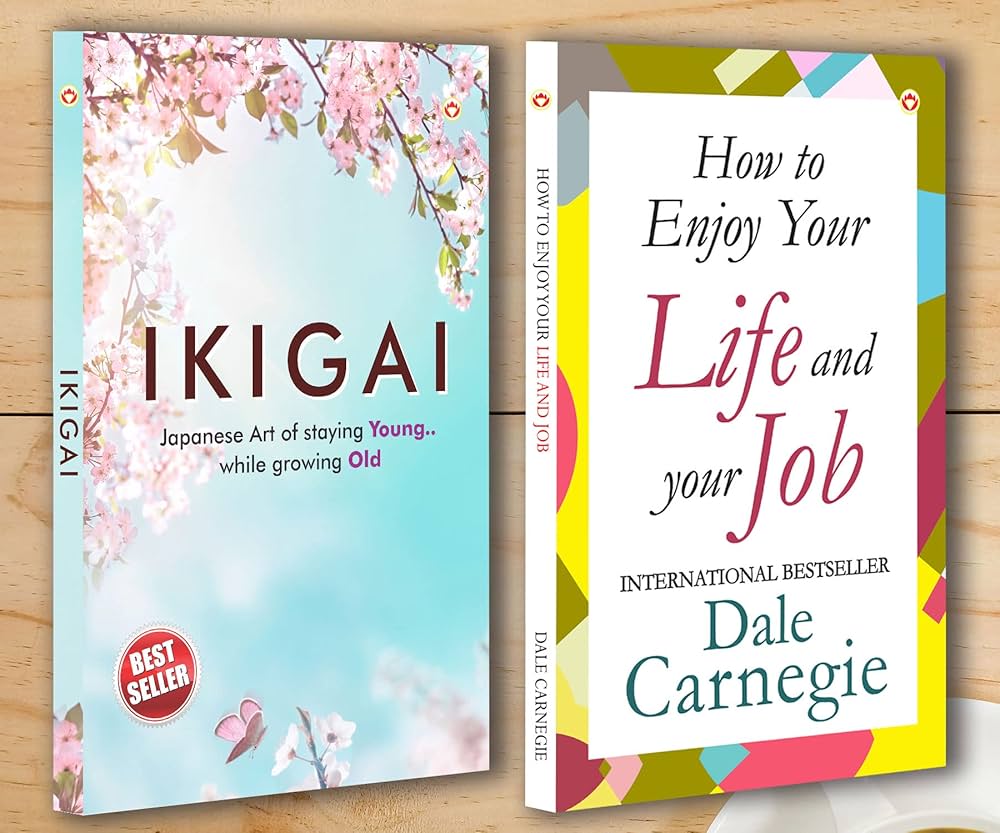 IKIGAI
IKIGAI
Japanese Art of staying Young..
while growing Old
BEST
SELLER
HOW TO ENJOY YOUR LIFE AND JOB
DALE CARNEGIE
How to
Enjoy Your
Life and
your Job
INTERNATIONAL BESTSELLER
Dale
Carnegie